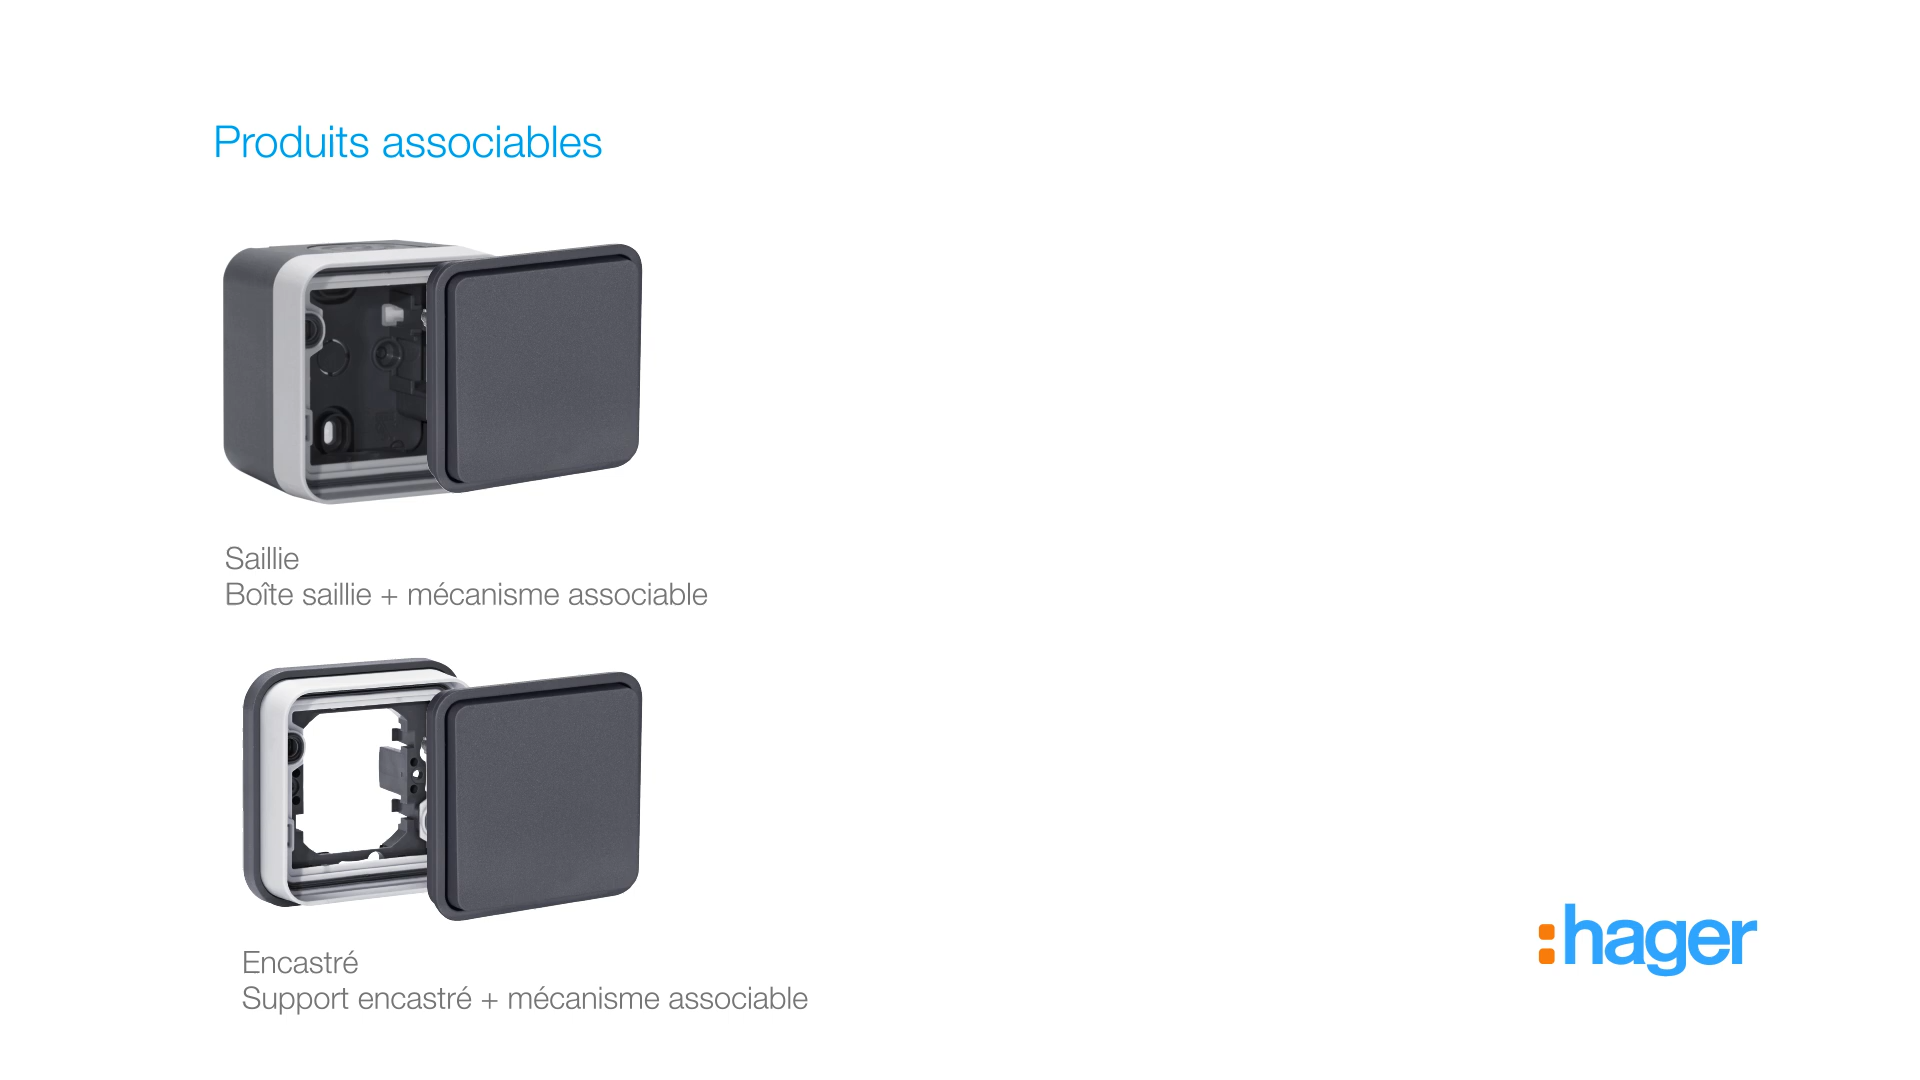 Produits associables
Saillie
Boîte saillie + mécanisme associable
Encastré
Support encastré + mécanisme associable
:hager